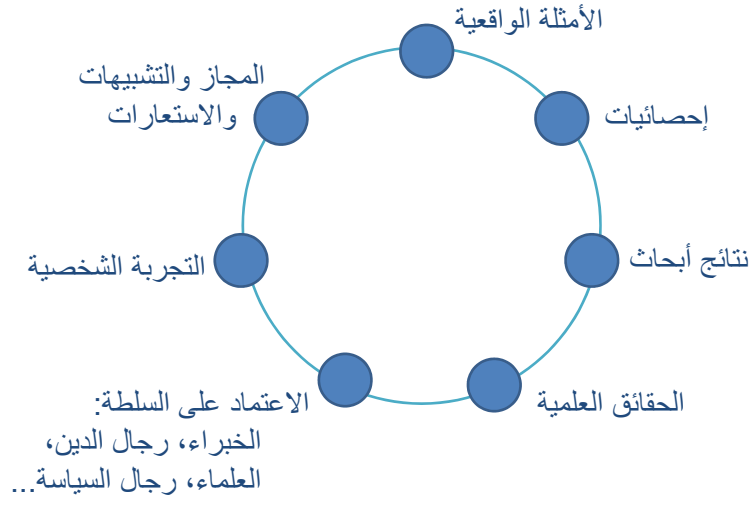 الأمثلة الواقعية
إحصائيات
نتائج أبحاث
الحقائق العلمية
الاعتماد على السلطة:
الخبراء، رجال الدين،
العلماء، رجال السياسة...
التجربة الشخصية
المجاز والتشبيهات
والاستعارات